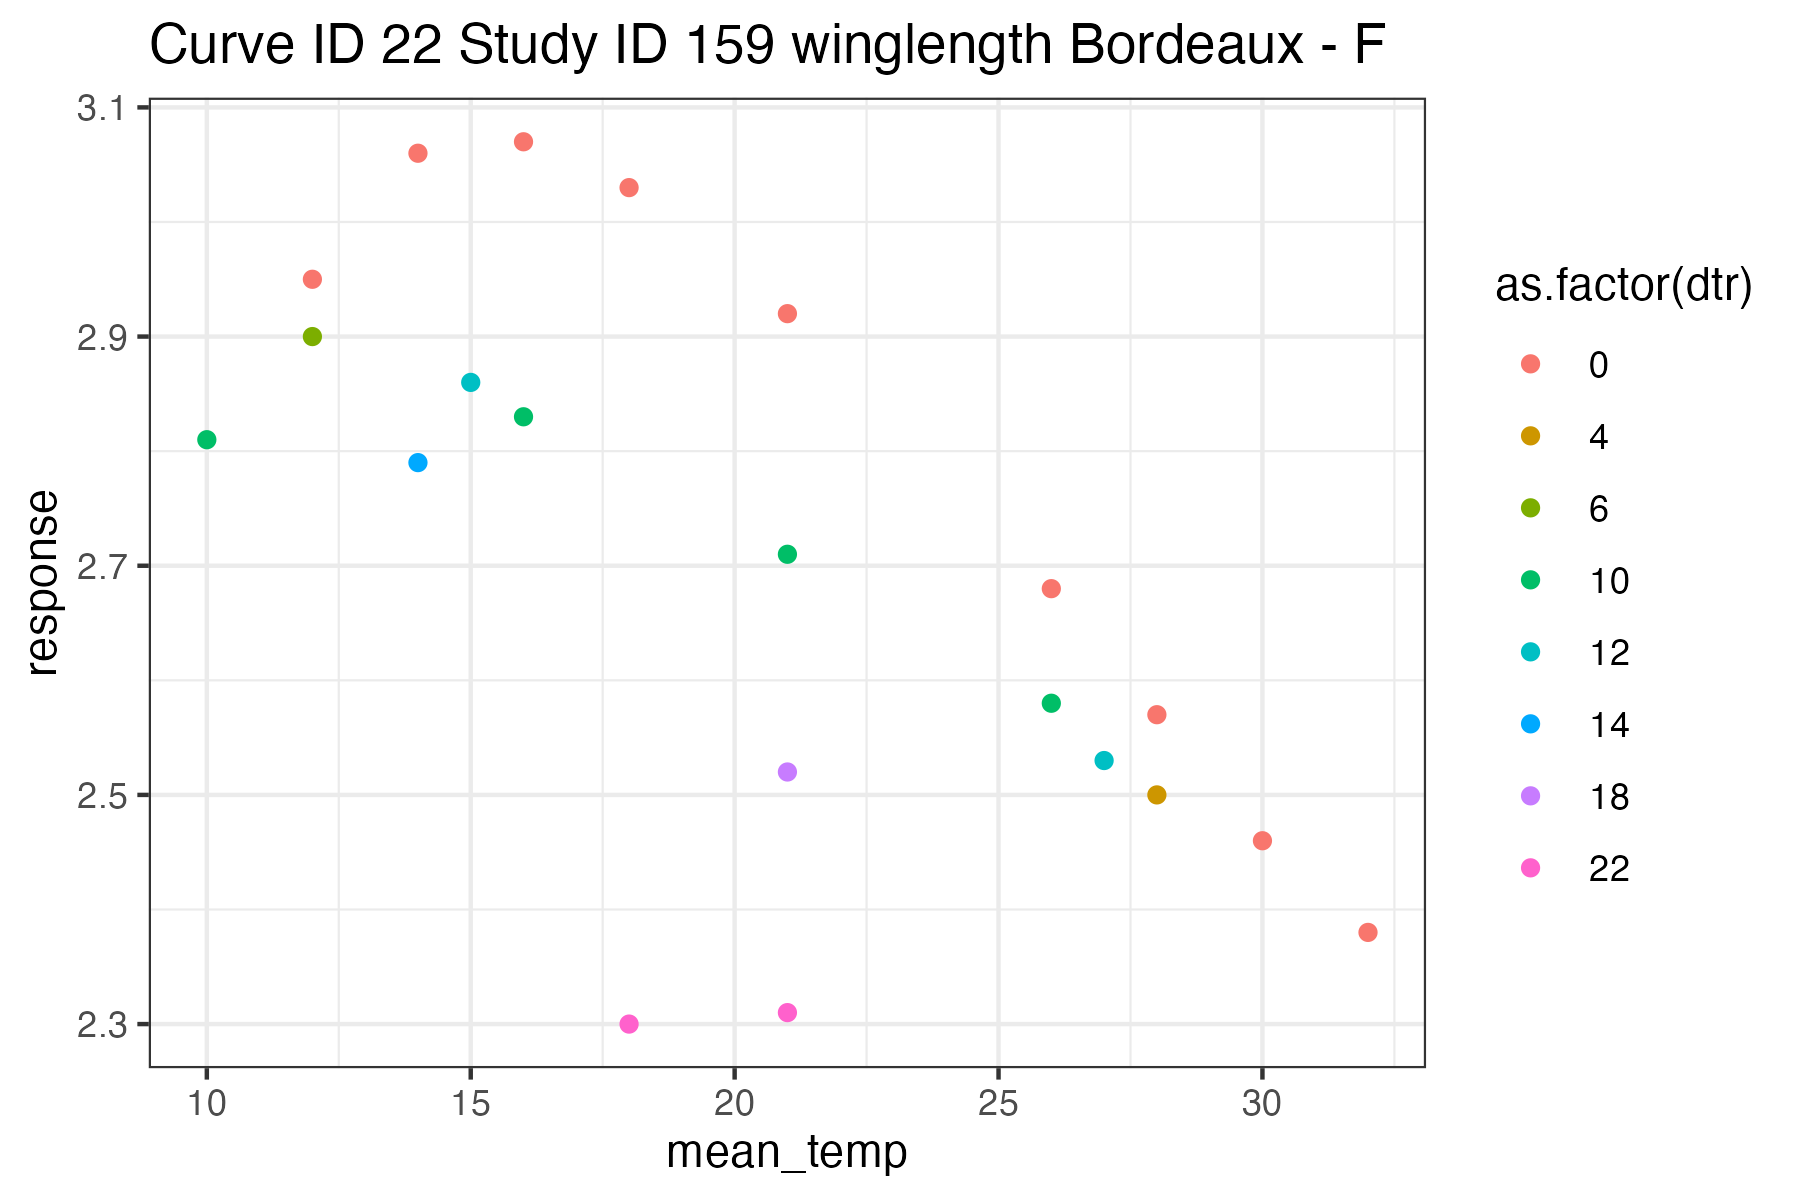 Curve ID 22 Study ID 159 winglength Bordeaux - F
3.1
2.9
2.7
2.5
2.3
response
10 15 20 25 30
mean_temp
as.factor(dtr)
0
4
6
10
12
14
18
22